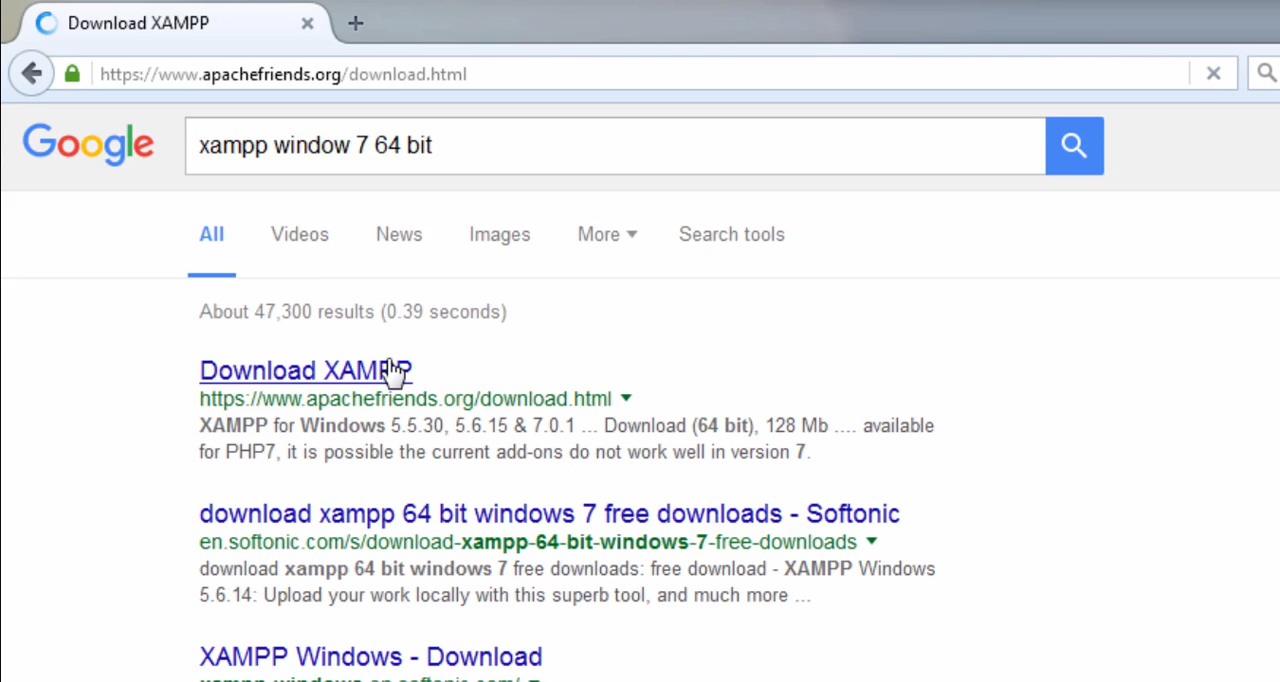 Download XAMPP
https://www.apachefriends.org/download.html
Google
xampp window 7 64 bit
All Videos News Images More Search tools
About 47,300 results (0.39 seconds)
Download XAMPP
https://www.apachefriends.org/download.html
XAMPP for Windows 5.5.30, 5.6.15 & 7.0.1 ... Download (64 bit), 128 Mb .... available
for PHP7, it is possible the current add-ons do not work well in version 7.
download xampp 64 bit windows 7 free downloads - Softonic
en.softonic.com/s/download-xampp-64-bit-windows-7-free-downloads
download xampp 64 bit windows 7 free downloads: free download - XAMPP Windows
5.6.14: Upload your work locally with this superb tool, and much more ...
XAMPP Windows - Download